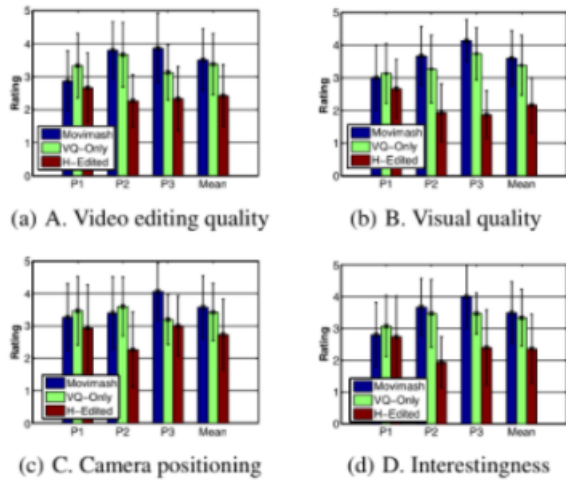 5 5
4 4
3 3
2 2
1 1
0 0
Rating Rating
Movimash Movimash
VQ-Only VQ-Only
H-Edited H-Edited
P1 P2 P3 Mean P1 P2 P3 Mean
(a) A. Video editing quality (b) B. Visual quality
5 5
4 4
3 3
2 2
1 1
0 0
Rating Rating
Movimash Movimash
VQ-Only VQ-Only
H-Edited H-Edited
P1 P2 P3 Mean P1 P2 P3 Mean
(c) C. Camera positioning (d) D. Interestingness